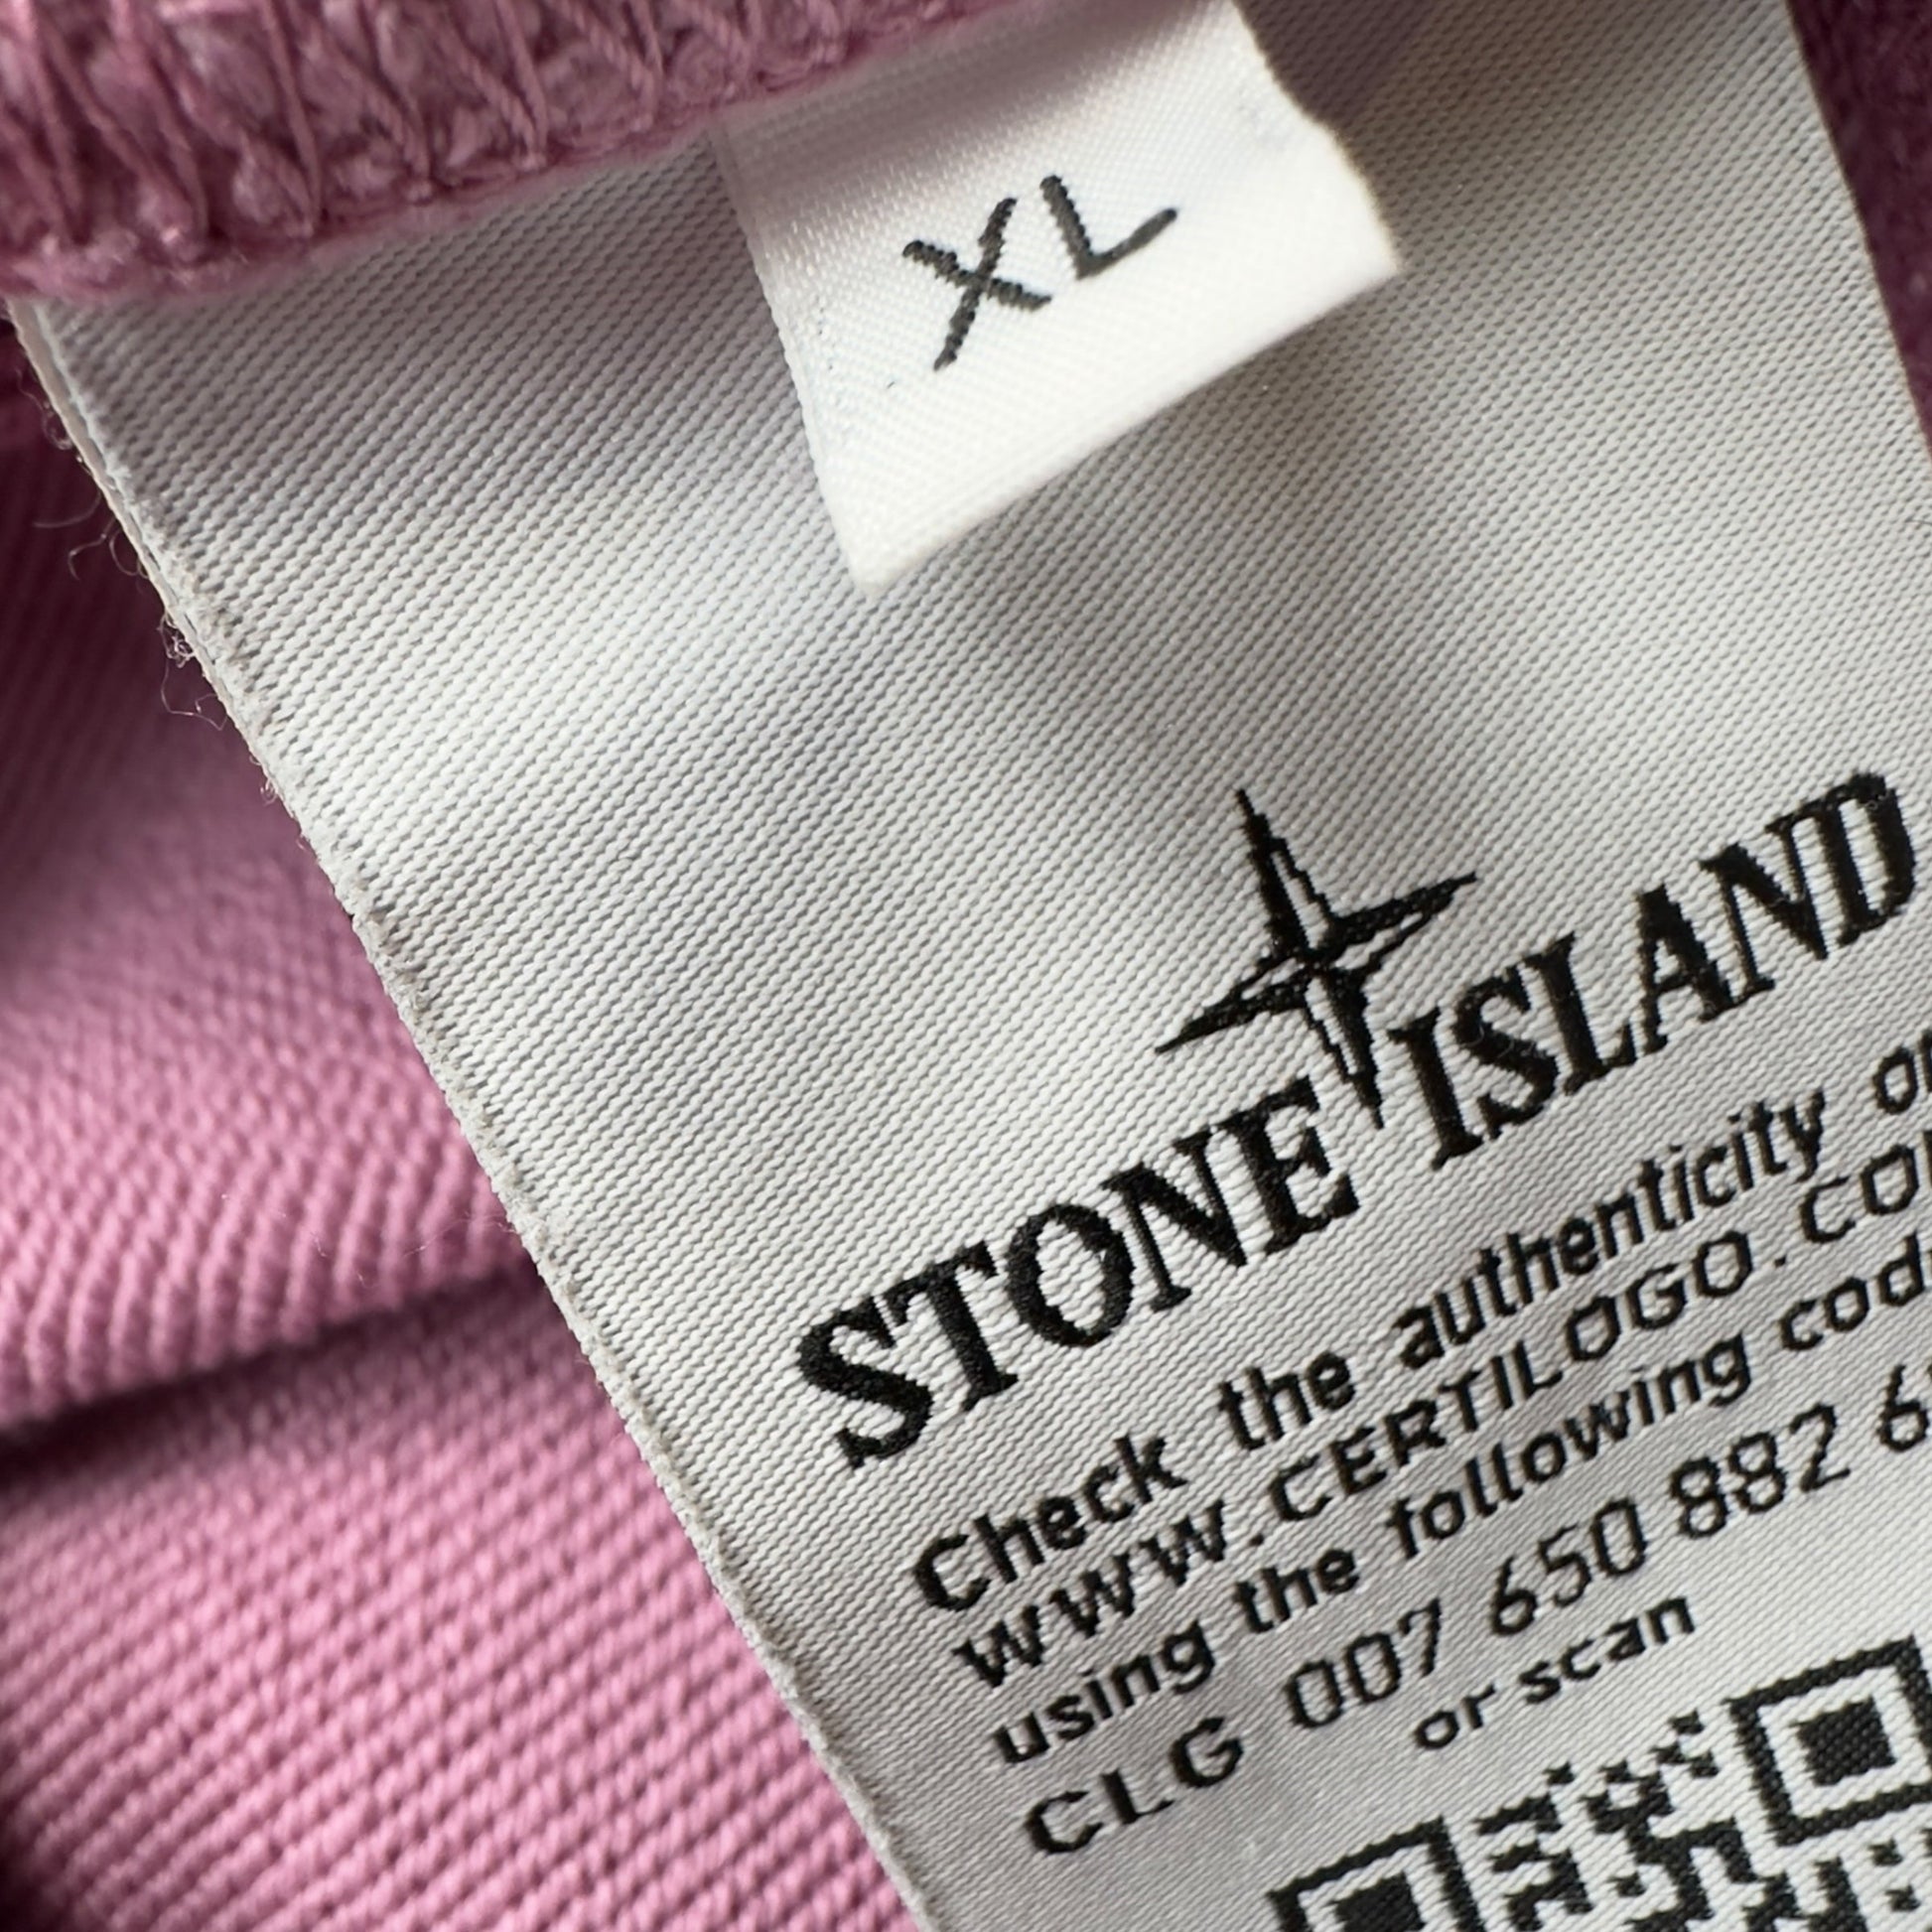 XL
STONE ISLAND
Check the authenticity
WWW.CERTILOGO.CO
using the following cod
CLG 007 650 882 6
or scan